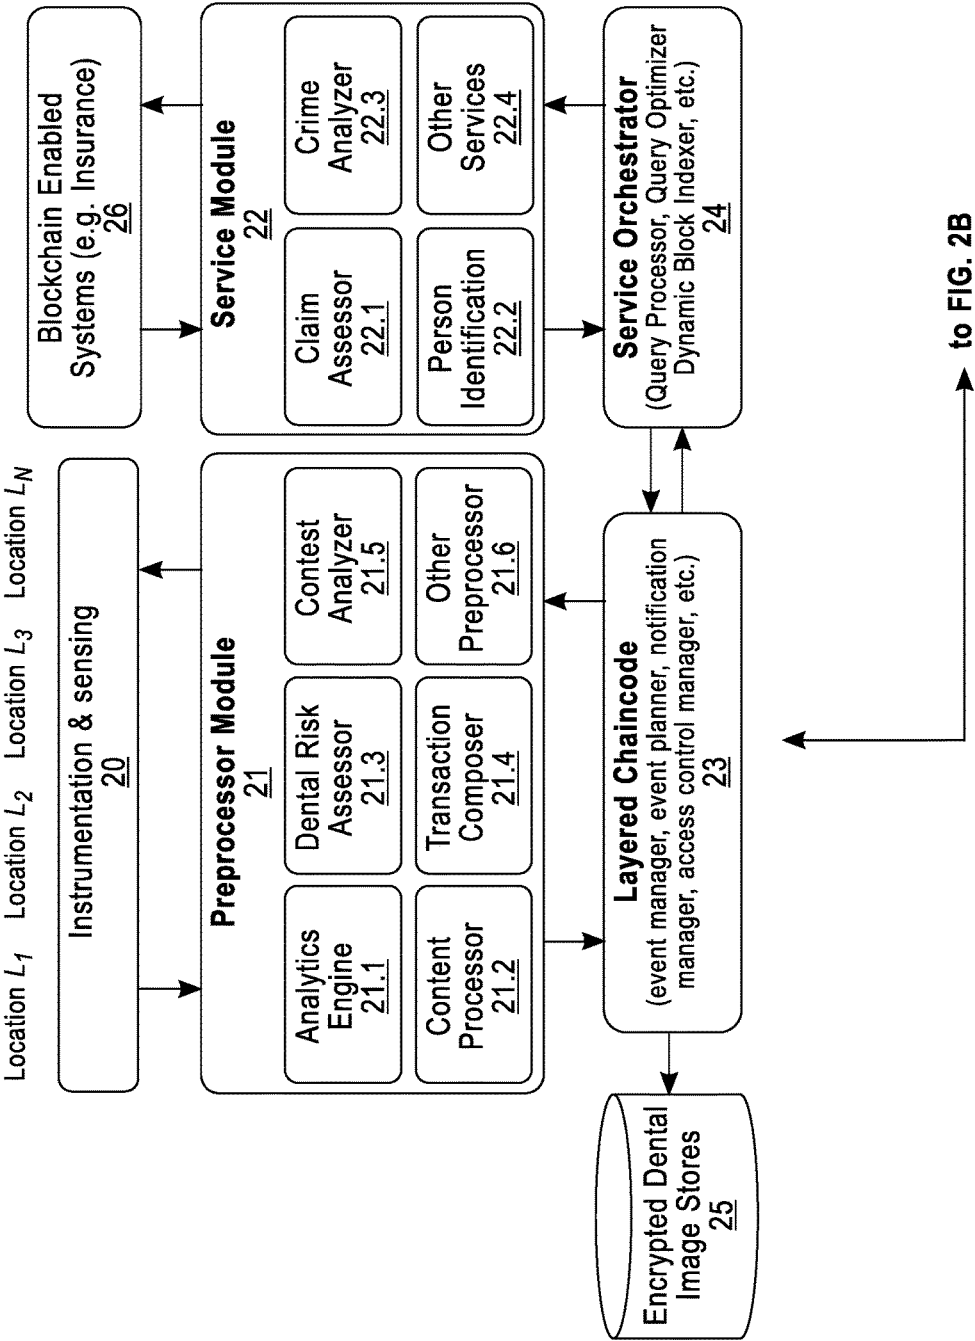 Location L1 Location L2 Location L3 Location LN
Instrumentation & sensing
20
Blockchain Enabled
Systems (e.g. Insurance)
26
Preprocessor Module
21
Analytics
Engine
21.1
Dental Risk
Assessor
21.3
Contest
Analyzer
21.5
Content
Processor
21.2
Transaction
Composer
21.4
Other
Preprocessor
21.6
Service Module
22
Claim
Assessor
22.1
Crime
Analyzer
22.3
Person
Identification
22.2
Other
Services
22.4
Encrypted Dental
Image Stores
25
Layered Chaincode
(event manager, event planner, notification
manager, access control manager, etc.)
23
Service Orchestrator
(Query Processor, Query Optimizer
Dynamic Block Indexer, etc.)
24
to FIG. 2B